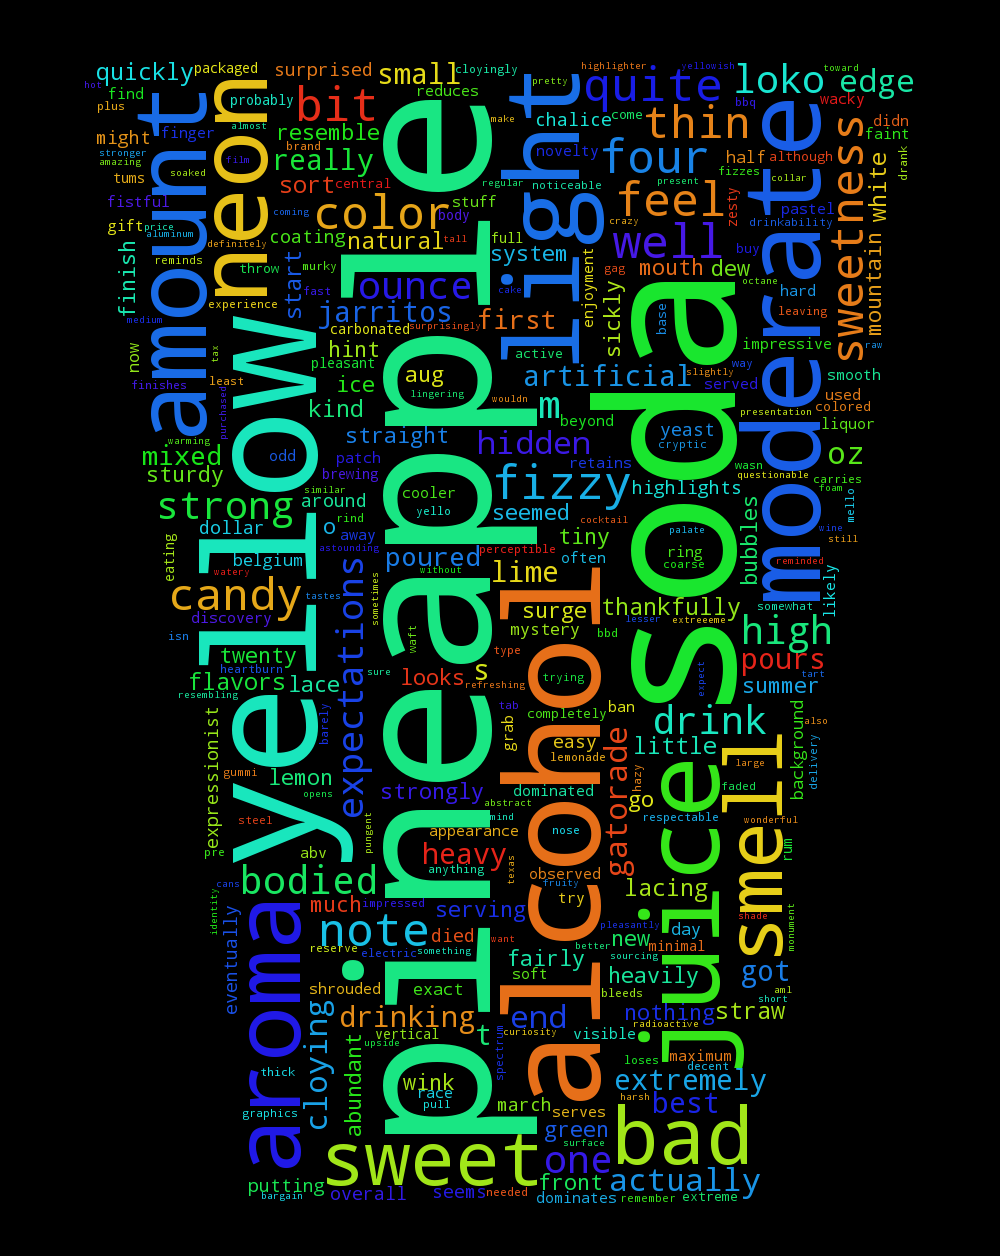 quickly
packaged
surprised
small
cloyingly
highlighter
yellowish
toward
hot
find
plus
probably
bit
reduces
pretty
quite
loko
edge
amount
neon
resemble
make
chalice
come
bbq
wacky
might
finger
almost
brand
really
novelty
thin
didn
faint
stronger
amazing
film
four
half
although
drank
tums
soaked
sort
central
regular
noticeable
present
fizzes
collar
fistful
coming
stuff
light
feel
zesty
pastel
moderate
sweetness
white
gift
price
aluminum
color
body
tall
crazy
drinkability
definitely
coating
natural
full
system
well
buy
mountain
reminds
throw
murky
gag
mouth
dew
octane
finish
experience
start
ounce
fast
cake
enjoyment
sickly
base
hard
leaving
medium
jarritos
first
carbonated
surprisingly
now
tax
hint
active
impressive
way
raw
pleasant
aug
artificial
slightly
served
smooth
finishes
least
ice
lingering
wouldn
used
purchased
kind
m
beyond
presentation
colored
warming
straight
hidden
yeast
cryptic
liquor
mixed
odd
patch
retains
oz
sturdy
yellow
brewing
pineapple
fizzy
soda
wasn
questionable
carries
similar
cooler
highlights
foam
strong
around
yello
seemed
cocktail
bubbles
mello
dollar
o
rind
away
tiny
palate
wine
still
eating
belgium
astounding
poured
perceptible
often
ring
coarse
reminded
watery
without
lime
candy
tastes
sometimes
surge
thankfully
somewhat
likely
discovery
expectations
mystery
bbd
lesser
extreeeme
high
isn
twenty
waft
type
heartburn
sure
looks
s
trying
expect
pours
tart
flavors
lace
refreshing
summer
resembling
barely
tab
completely
ban
drink
background
also
expressionist
grab
easy
little
delivery
gummi
lemon
lemonade
smell
large
opens
strongly
dominated
hazy
go
faded
steel
abstract
mind
gatorade
respectable
wonderful
pre
abv
pungent
appearance
nose
alcohol
juice
rum
heavy
texas
bodied
anything
observed
fruity
cans
lacing
identity
much
impressed
try
aroma
serving
shade
monument
eventually
note
died
want
better
pleasantly
new
day
reserve
electric
something
fairly
sourcing
minimal
soft
heavily
got
shrouded
exact
bleeds
aml
short
cloying
drinking
end
nothing
straw
vertical
t
curiosity
visible
radioactive
abundant
upside
spectrum
loses
maximum
decent
thick
wink
race
pull
extremely
graphics
march
serves
harsh
best
green
surface
bad
sweet
one
putting
front
actually
bargain
overall
seems
needed
dominates
remember
extreme